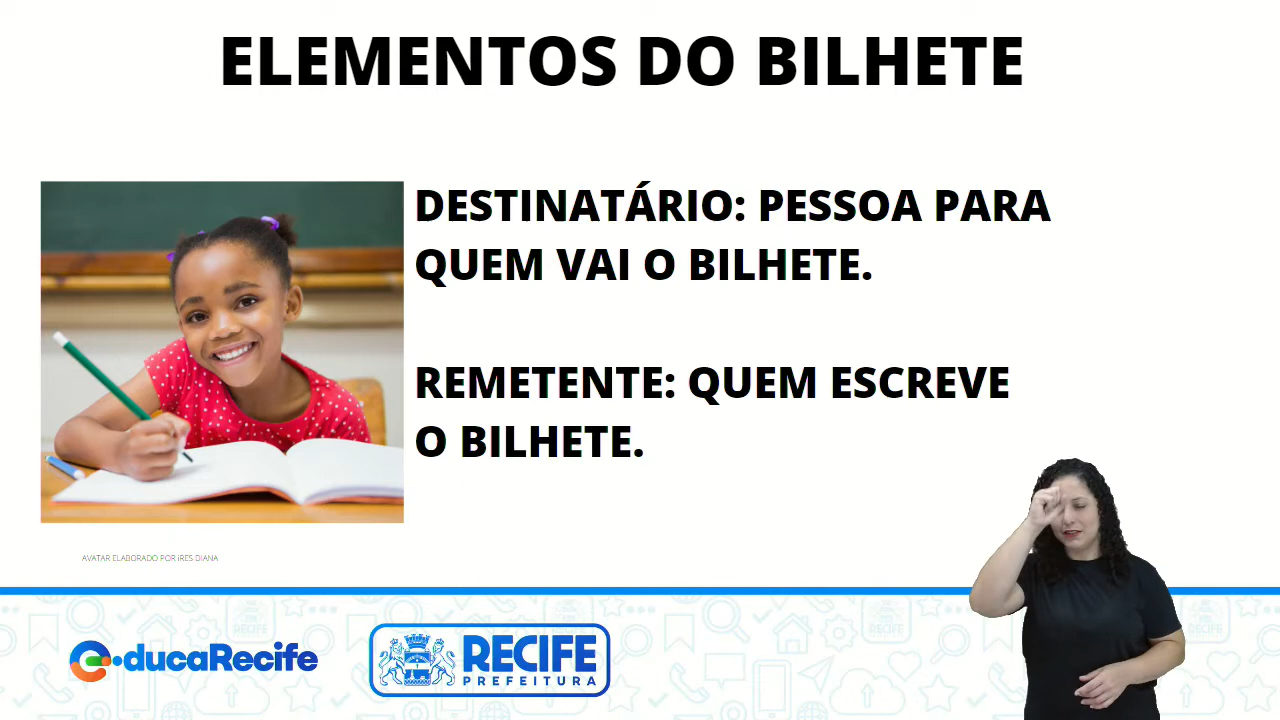 ELEMENTOS DO BILHETE
DESTINATÁRIO: PESSOA PARA
QUEM VAI O BILHETE.
REMETENTE: QUEM ESCREVE
O BILHETE.
AVATAR ELABORADO POR IRES DIANA
ducaRecife
RECIFE
PREFEITURA